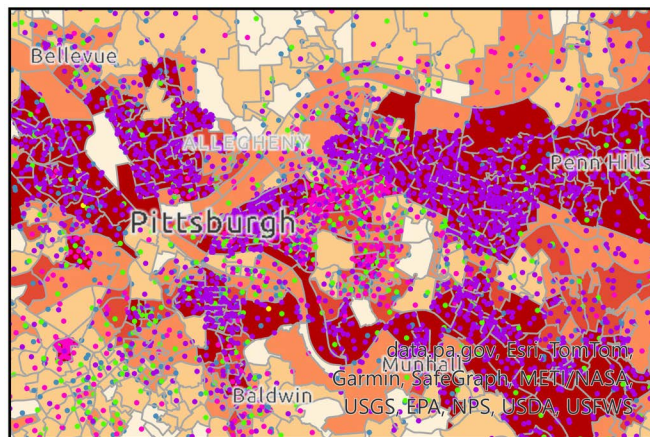 Bellevue
ALLEGHENY
Penn Hills
Pittsburgh
Munhall
data.pa.gov, Esri, TomTom,
Garmin, SafeGraph, METI/NASA,
USGS, EPA, NPS, USDA, USFWS
Baldwin